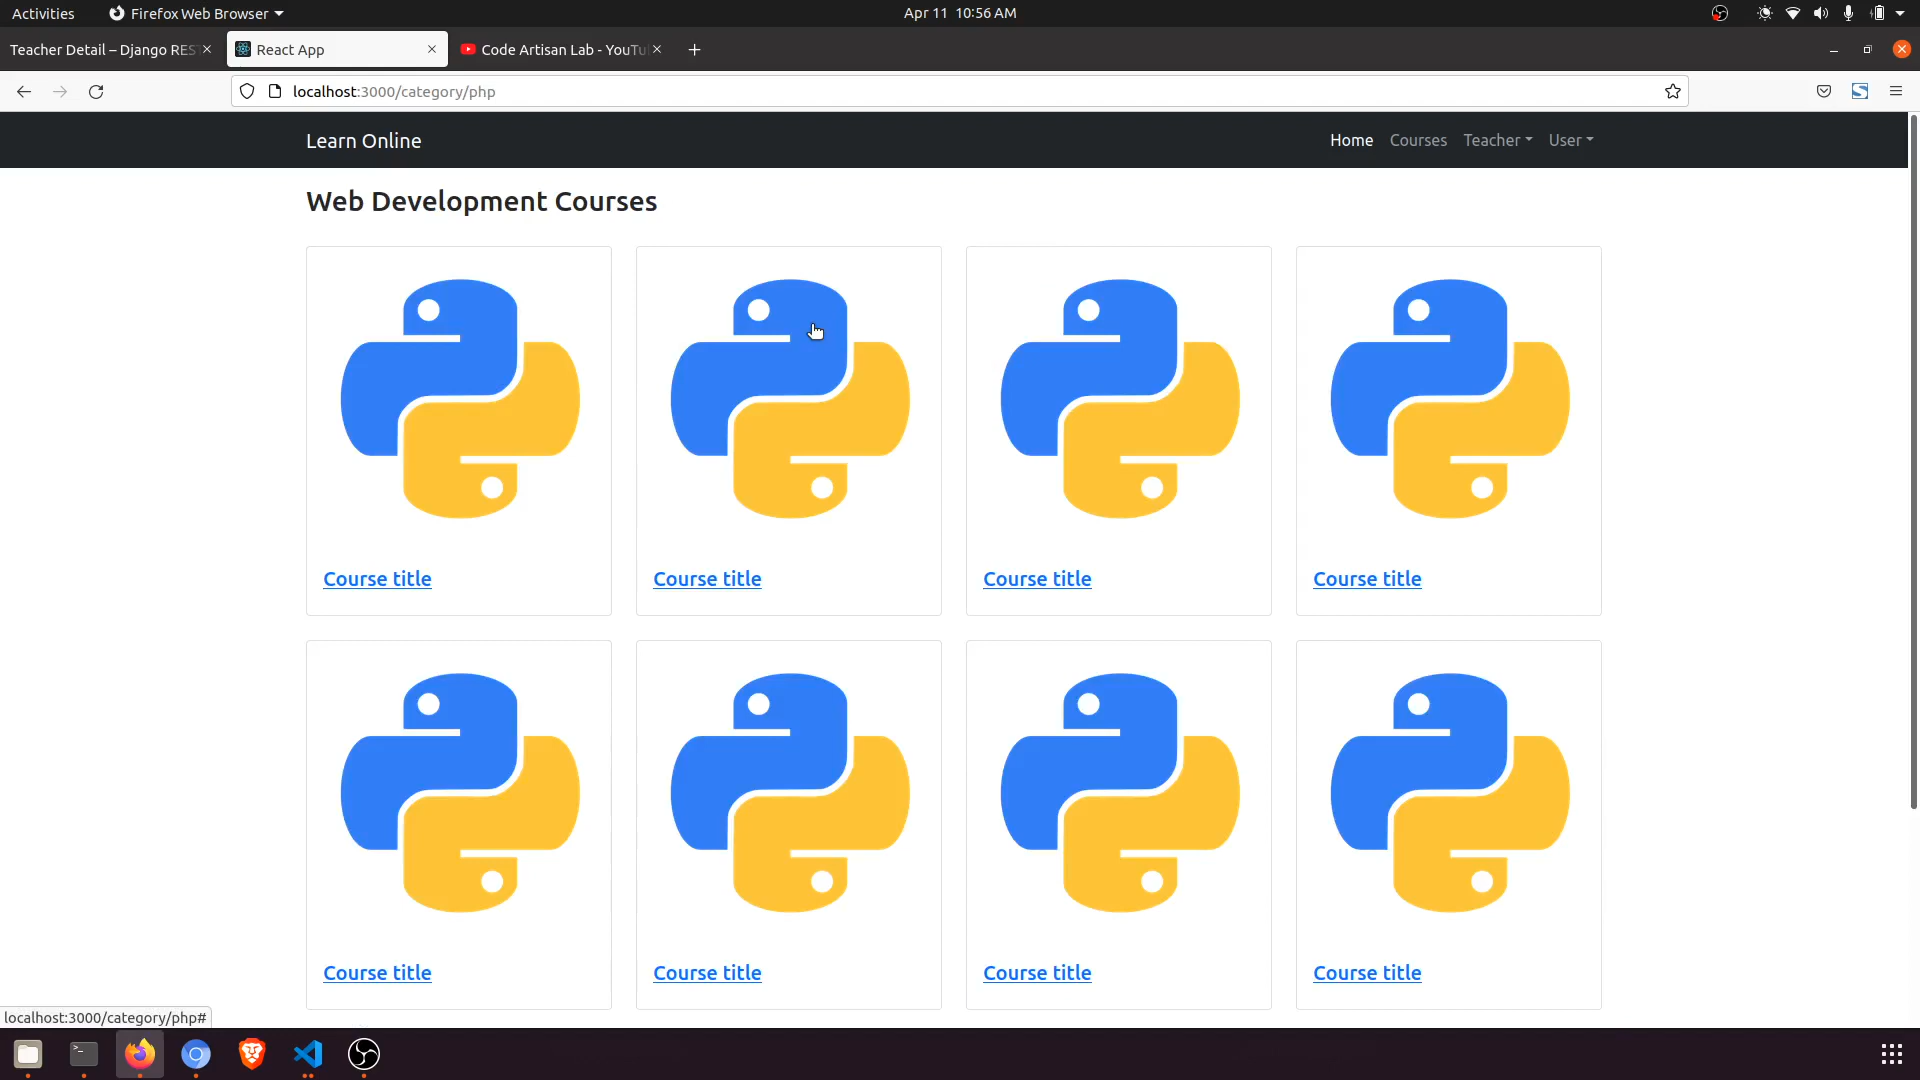 Activities
Firefox Web Browser
Apr 11 10:56 AM
Teacher Detail – Django RES
React App
Code Artisan Lab - YouTu
localhost:3000/category/php
Learn Online
Home
Courses
Teacher
User
Web Development Courses
Course title
Course title
Course title
Course title
Course title
Course title
Course title
Course title
localhost:3000/category/php#